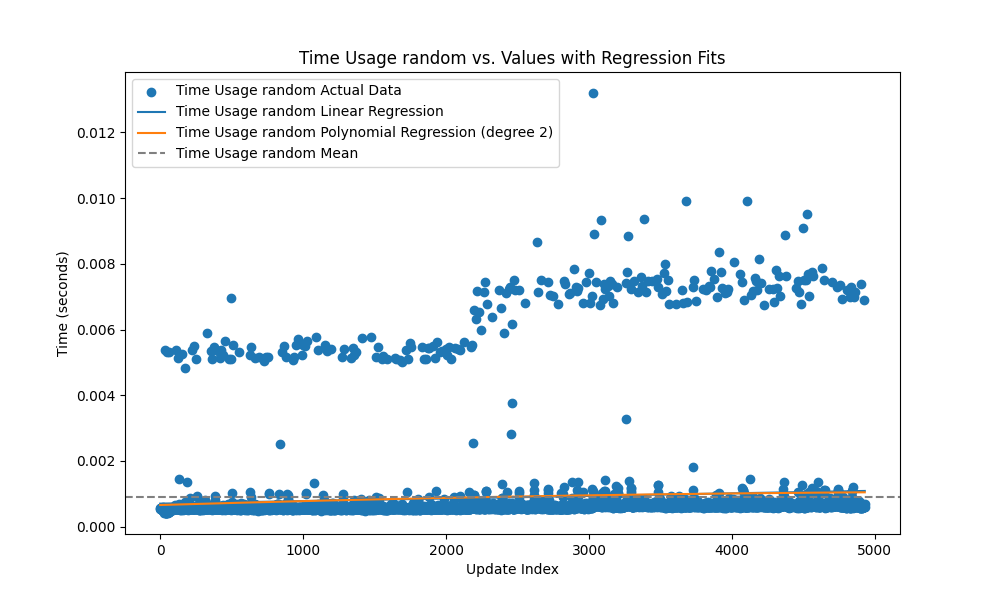 Time Usage random vs. Values with Regression Fits
Time Usage random Actual Data
Time Usage random Linear Regression
Time Usage random Polynomial Regression (degree 2)
Time Usage random Mean
Time (seconds)
0.012
0.010
0.008
0.006
0.004
0.002
0.000
0 1000 2000 3000 4000 5000
Update Index